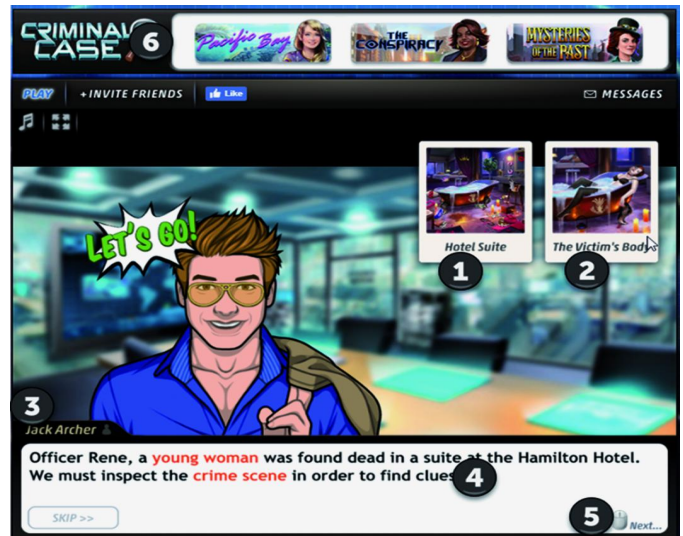 CRIMINAL CASE
6
Pacific Bay
THE CONSPIRACY
MYSTERIES OF THE PAST
PLAY
+INVITE FRIENDS
Like
MESSAGES
LET'S GO!
Hotel Suite
The Victim's Body
1
2
3
Jack Archer
Officer Rene, a young woman was found dead in a suite at the Hamilton Hotel.
We must inspect the crime scene in order to find clues
4
SKIP >>
5
Next...